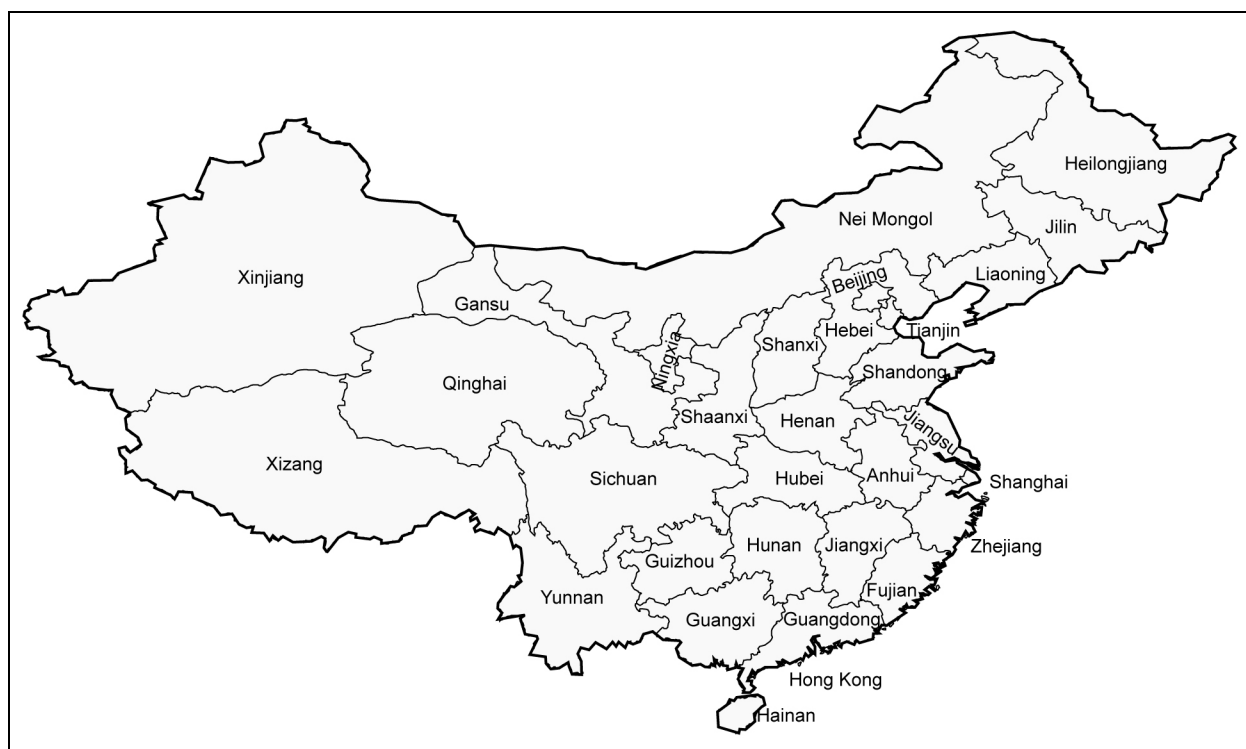 Heilongjiang
Nei Mongol
Jilin
Xinjiang
Beijing
Liaoning
Gansu
Hebei
Tianjin
Shanxi
Ningxia
Shandong
Qinghai
Shaanxi
Henan
Jiangsu
Xizang
Sichuan
Hubei
Anhui
Shanghai
Hunan
Jiangxi
Zhejiang
Guizhou
Yunnan
Fujian
Guangxi
Guangdong
Hong Kong
Hainan